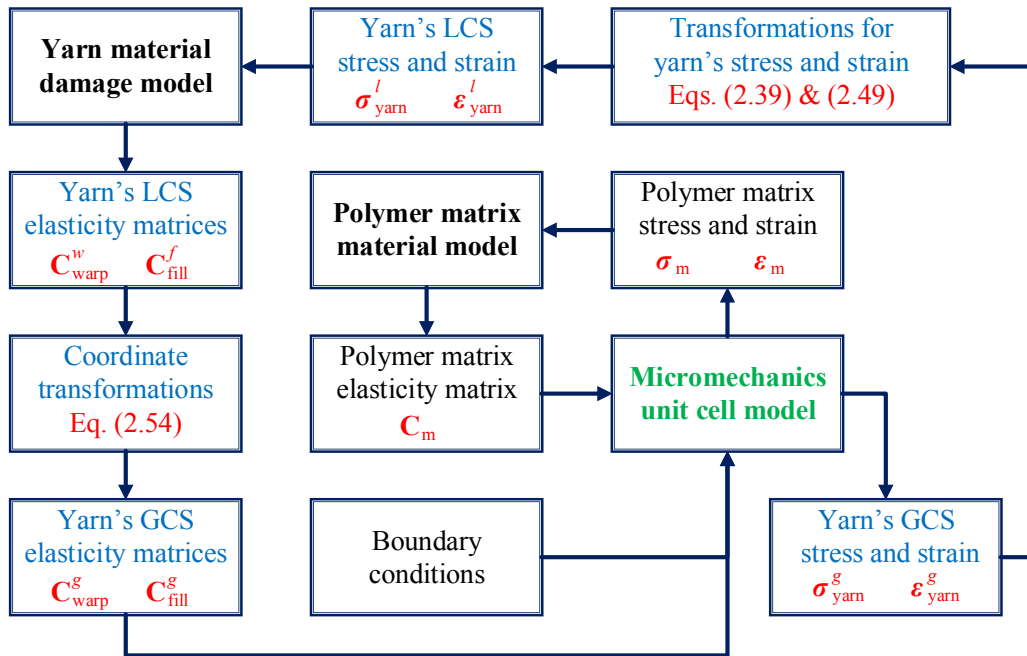 Yarn material
damage model
Yarn’s LCS
stress and strain
σ^l_yarn ε^l_yarn
Transformations for
yarn’s stress and strain
Eqs. (2.39) & (2.49)
Yarn’s LCS
elasticity matrices
C^w_warp C^f_fill
Polymer matrix
material model
Polymer matrix
stress and strain
σ_m ε_m
Coordinate
transformations
Eq. (2.54)
Polymer matrix
elasticity matrix
C_m
Micromechanics
unit cell model
Yarn’s GCS
elasticity matrices
C^g_warp C^g_fill
Boundary
conditions
Yarn’s GCS
stress and strain
σ^g_yarn ε^g_yarn